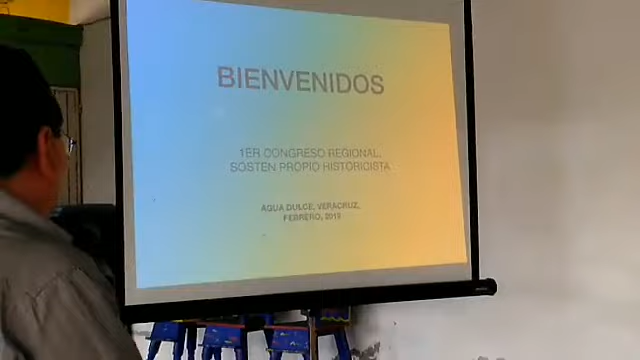 BIENVENIDOS
1ER CONGRESO REGIONAL,
SOSTEN PROPIO HISTORICISTA
AGUA DULCE, VERACRUZ,
FEBRERO, 2019